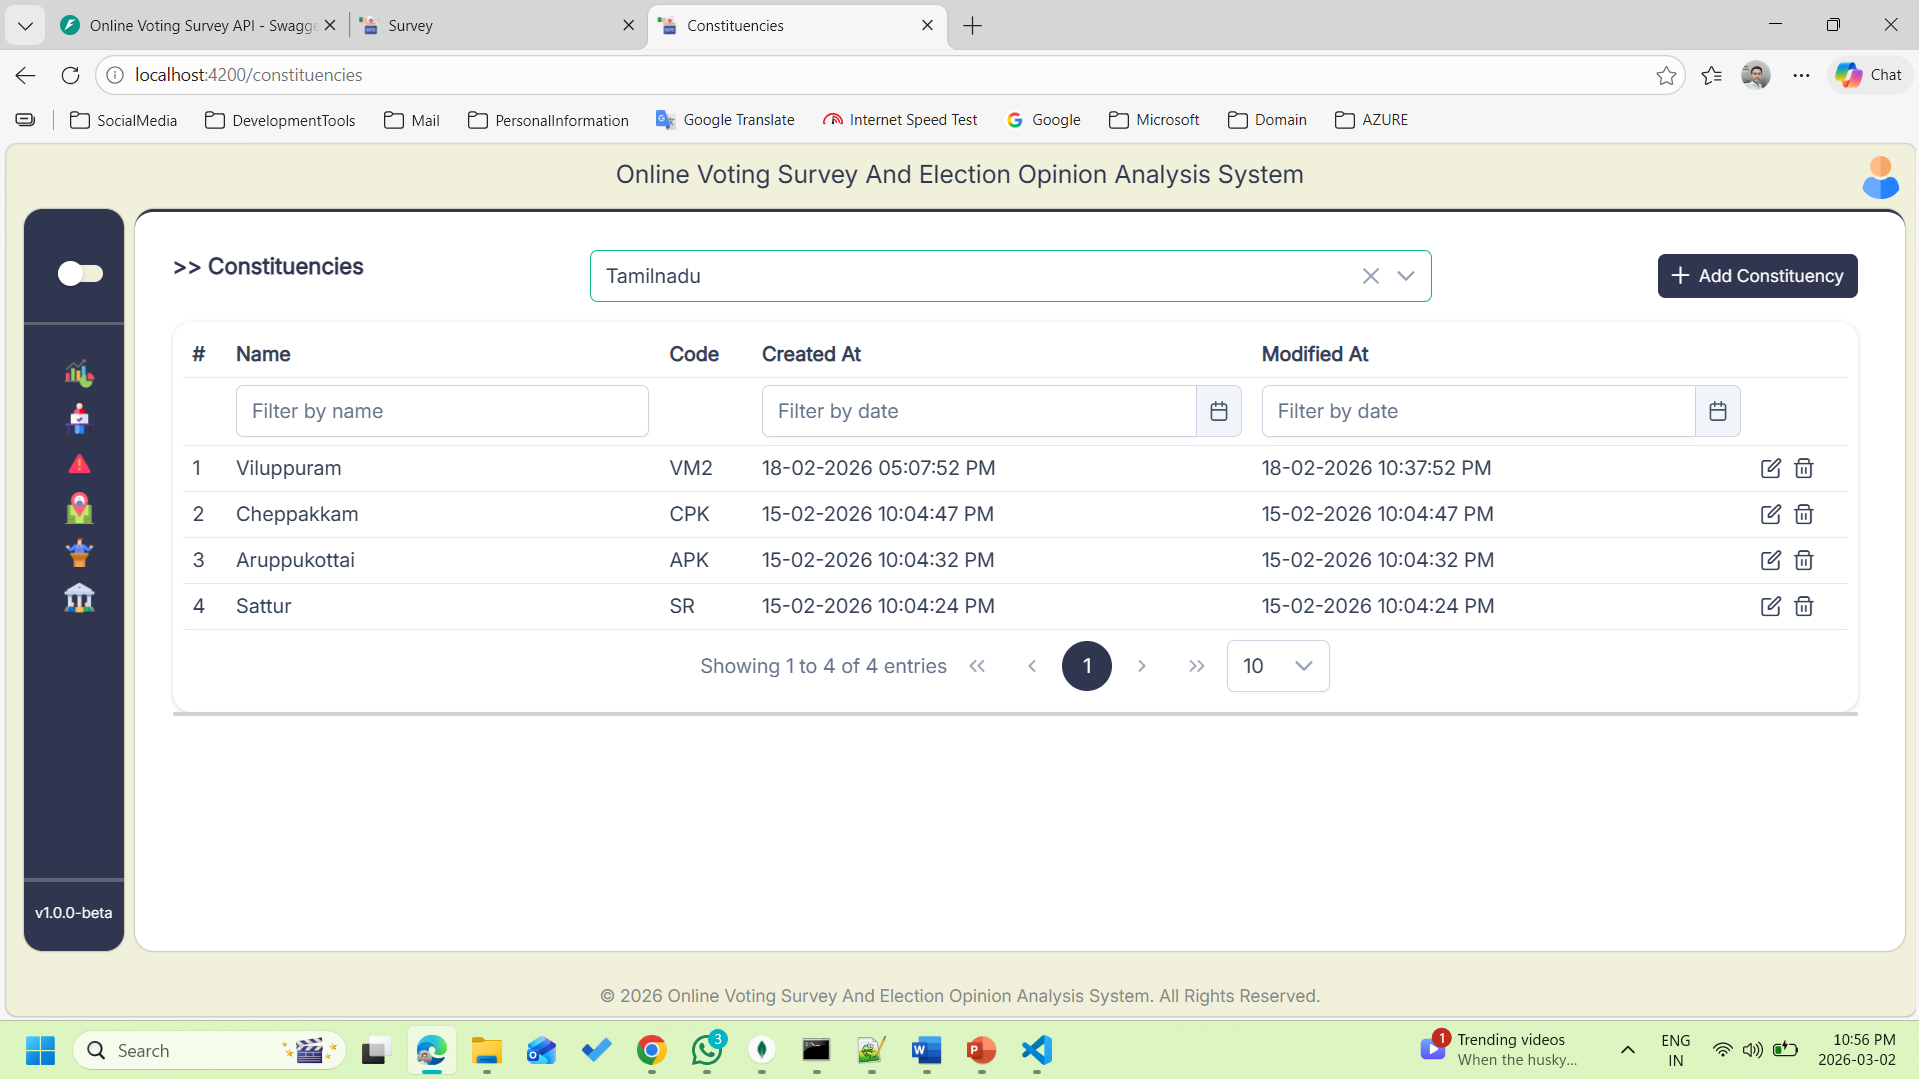 Online Voting Survey API - Swagge
Survey
Constituencies
localhost:4200/constituencies
Chat
SocialMedia
DevelopmentTools
Mail
PersonalInformation
Google Translate
Internet Speed Test
Google
Microsoft
Domain
AZURE
Online Voting Survey And Election Opinion Analysis System
>> Constituencies
Tamilnadu
+ Add Constituency
# Name Code Created At Modified At
Filter by name Filter by date Filter by date
1 Viluppuram VM2 18-02-2026 05:07:52 PM 18-02-2026 10:37:52 PM
2 Cheppakkam CPK 15-02-2026 10:04:47 PM 15-02-2026 10:04:47 PM
3 Aruppukottai APK 15-02-2026 10:04:32 PM 15-02-2026 10:04:32 PM
4 Sattur SR 15-02-2026 10:04:24 PM 15-02-2026 10:04:24 PM
Showing 1 to 4 of 4 entries « ‹ 1 › » 10
v1.0.0-beta
© 2026 Online Voting Survey And Election Opinion Analysis System. All Rights Reserved.
Search
3
1
Trending videos
When the husky...
ENG
IN
10:56 PM
2026-03-02